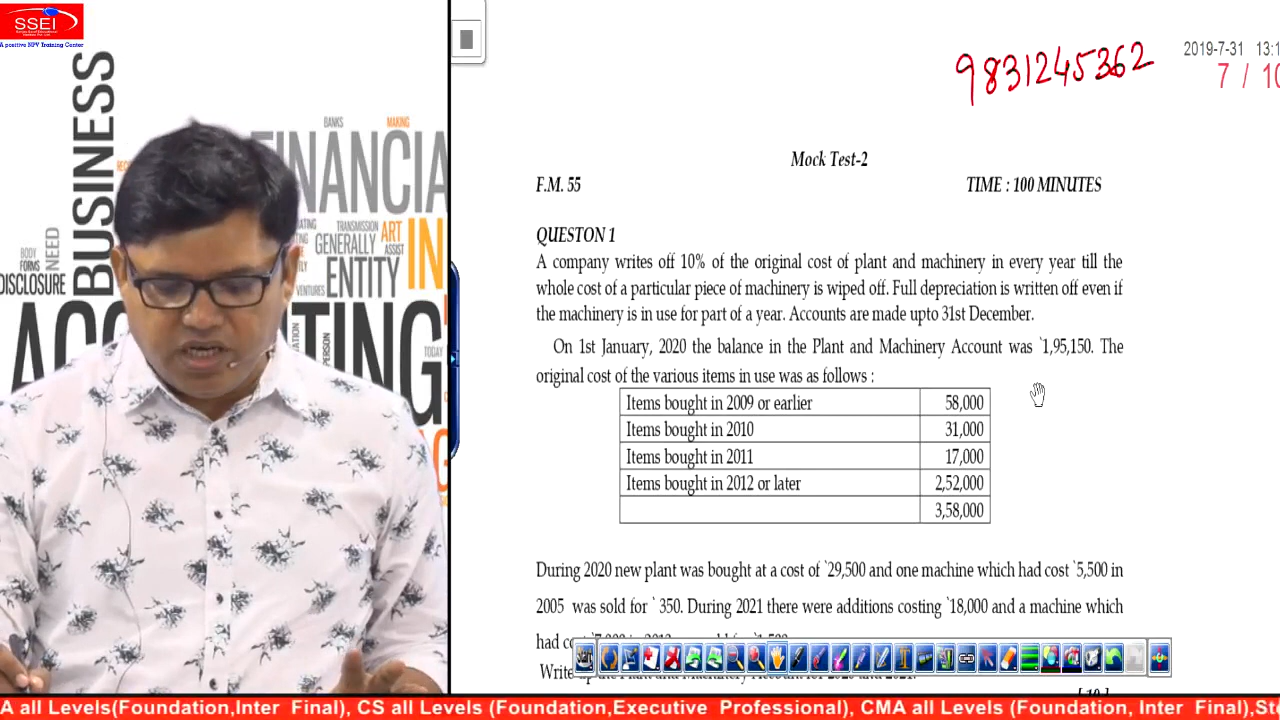 SSEI
A positive NPV Training Center
BUSINESS
FINANCIA
BANKS
MAKING
TRANSMISSION
GENERALLY
ART
ASSIST
IN
ENTITY
VENTURES
BODY
FORMS
NEED
DISCLOSURE
TODAY
9831245362
2019-7-31 13:1
7 / 10
Mock Test-2
F.M. 55 TIME : 100 MINUTES
QUESTON 1
A company writes off 10% of the original cost of plant and machinery in every year till the
whole cost of a particular piece of machinery is wiped off. Full depreciation is written off even if
the machinery is in use for part of a year. Accounts are made upto 31st December.
On 1st January, 2020 the balance in the Plant and Machinery Account was `1,95,150. The
original cost of the various items in use was as follows :
Items bought in 2009 or earlier 58,000
Items bought in 2010 31,000
Items bought in 2011 17,000
Items bought in 2012 or later 2,52,000
3,58,000
During 2020 new plant was bought at a cost of `29,500 and one machine which had cost `5,500 in
2005 was sold for ` 350. During 2021 there were additions costing `18,000 and a machine which
had
Write
A all Levels(Foundation,Inter Final), CS all Levels (Foundation,Executive Professional), CMA all Levels (Foundation, Inter Final),Ste